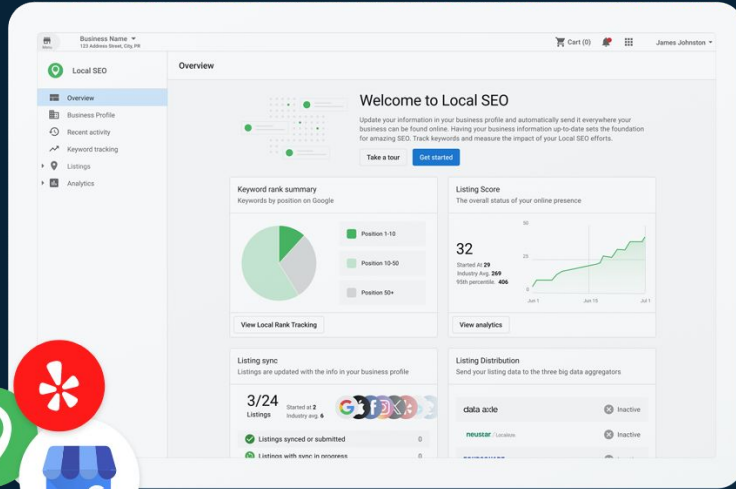 Menu
Business Name
123 Address Street, City, PR
Cart (0)
James Johnston
Local SEO
Overview
Overview
Business Profile
Recent activity
Keyword tracking
Listings
Analytics
Welcome to Local SEO
Update your information in your business profile and automatically send it everywhere your
business can be found online. Having your business information up-to-date sets the foundation
for amazing SEO. Track keywords and measure the impact of your Local SEO efforts.
Take a tour
Get started
Keyword rank summary
Keywords by position on Google
Position 1-10
Position 10-50
Position 50+
View Local Rank Tracking
Listing Score
The overall status of your online presence
32
Started At 29
Industry Avg. 269
95th percentile. 406
50
25
0
Jun 1
Jun 15
Jul 1
View analytics
Listing sync
Listings are updated with the info in your business profile
3/24
Listings
Started at 2
Industry avg. 6
Listings synced or submitted
0
Listings with sync in progress
Listing Distribution
Send your listing data to the three big data aggregators
data axle
Inactive
neustar / Localeze
Inactive